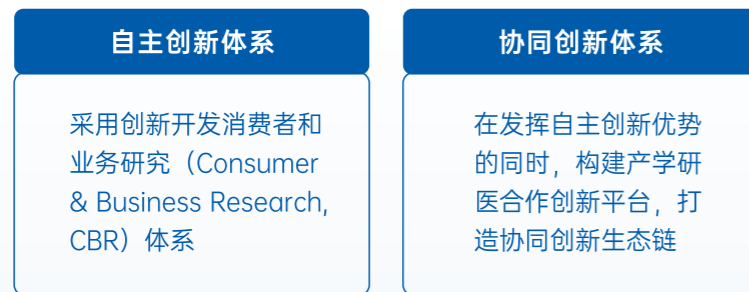 自主创新体系
采用创新开发消费者和
业务研究（Consumer
& Business Research,
CBR）体系
协同创新体系
在发挥自主创新优势
的同时，构建产学研
医合作创新平台，打
造协同创新生态链